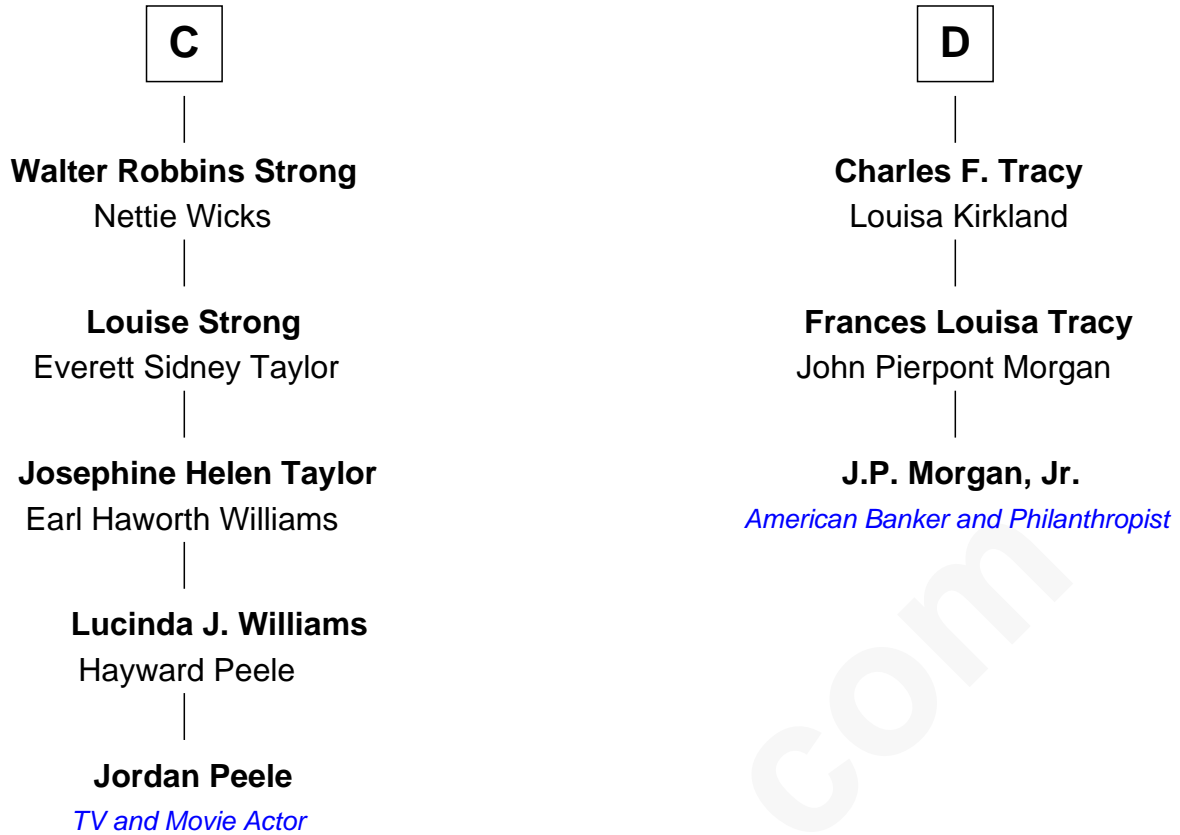 C
Walter Robbins Strong
Nettie Wicks
Louise Strong
Everett Sidney Taylor
Josephine Helen Taylor
Earl Haworth Williams
Lucinda J. Williams
Hayward Peele
Jordan Peele
TV and Movie Actor
D
Charles F. Tracy
Louisa Kirkland
Frances Louisa Tracy
John Pierpont Morgan
J.P. Morgan, Jr.
American Banker and Philanthropist
com